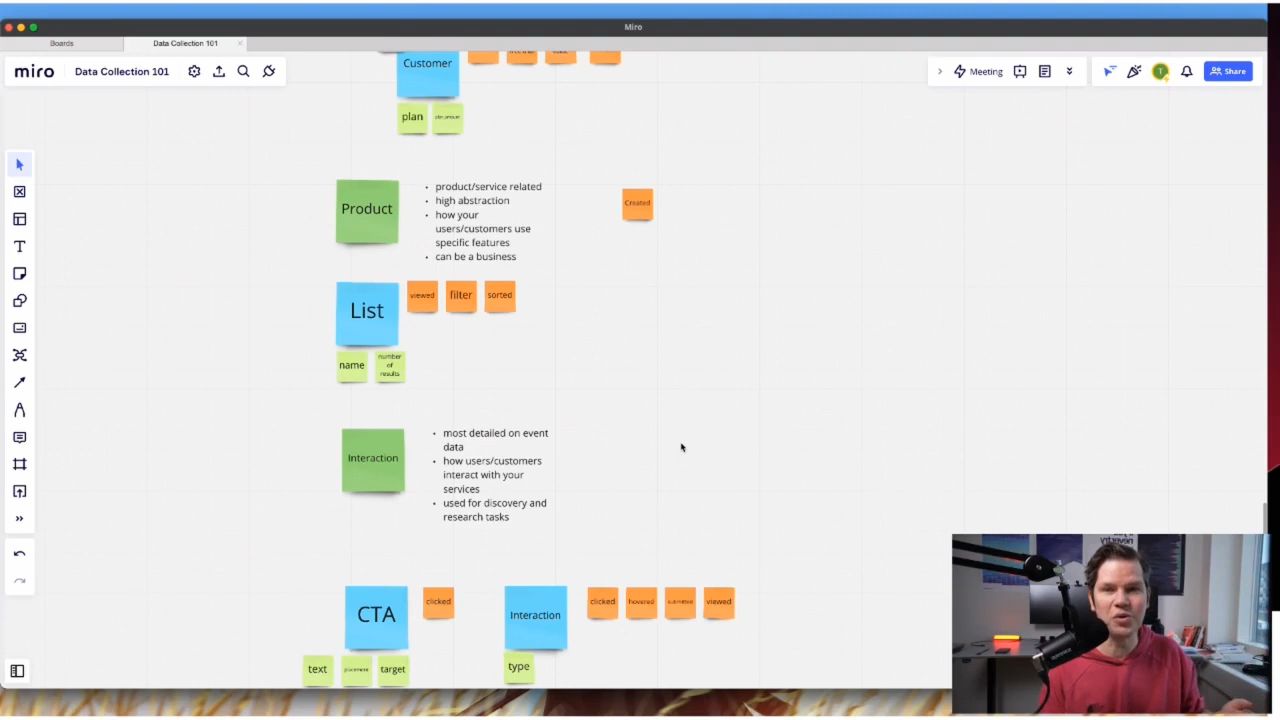 Miro
Boards
Data Collection 101
miro
Data Collection 101
Meeting
T
Share
Customer
plan
Product
• product/service related
• high abstraction
• how your
users/customers use
specific features
• can be a business
Created
List
viewed
filter
sorted
name
number
of
results
Interaction
• most detailed on event
data
• how users/customers
interact with your
services
• used for discovery and
research tasks
CTA
clicked
Interaction
clicked
hovered
submitted
viewed
text
placement
target
type